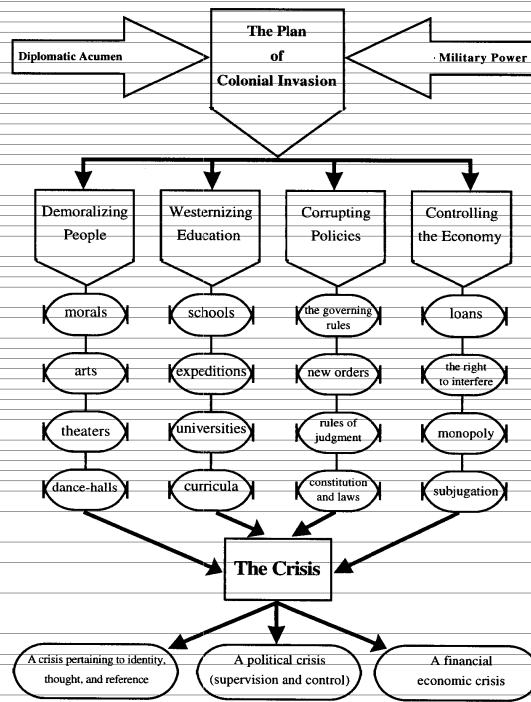 The Plan
of
Colonial Invasion
Diplomatic Acumen
· Military Power
Demoralizing
People
Westernizing
Education
Corrupting
Policies
Controlling
the Economy
morals
schools
the governing
rules
loans
arts
expeditions
new orders
the right
to interfere
theaters
universities
rules of
judgment
monopoly
dance-halls
curricula
constitution
and laws
subjugation
The Crisis
A crisis pertaining to identity,
thought, and reference
A political crisis
(supervision and control)
A financial
economic crisis